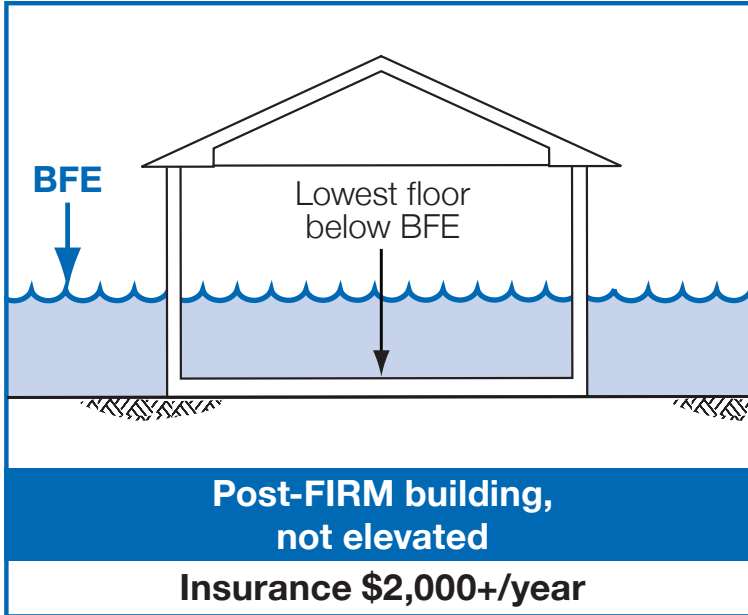 BFE
Lowest floor
below BFE
Post-FIRM building,
not elevated
Insurance $2,000+/year